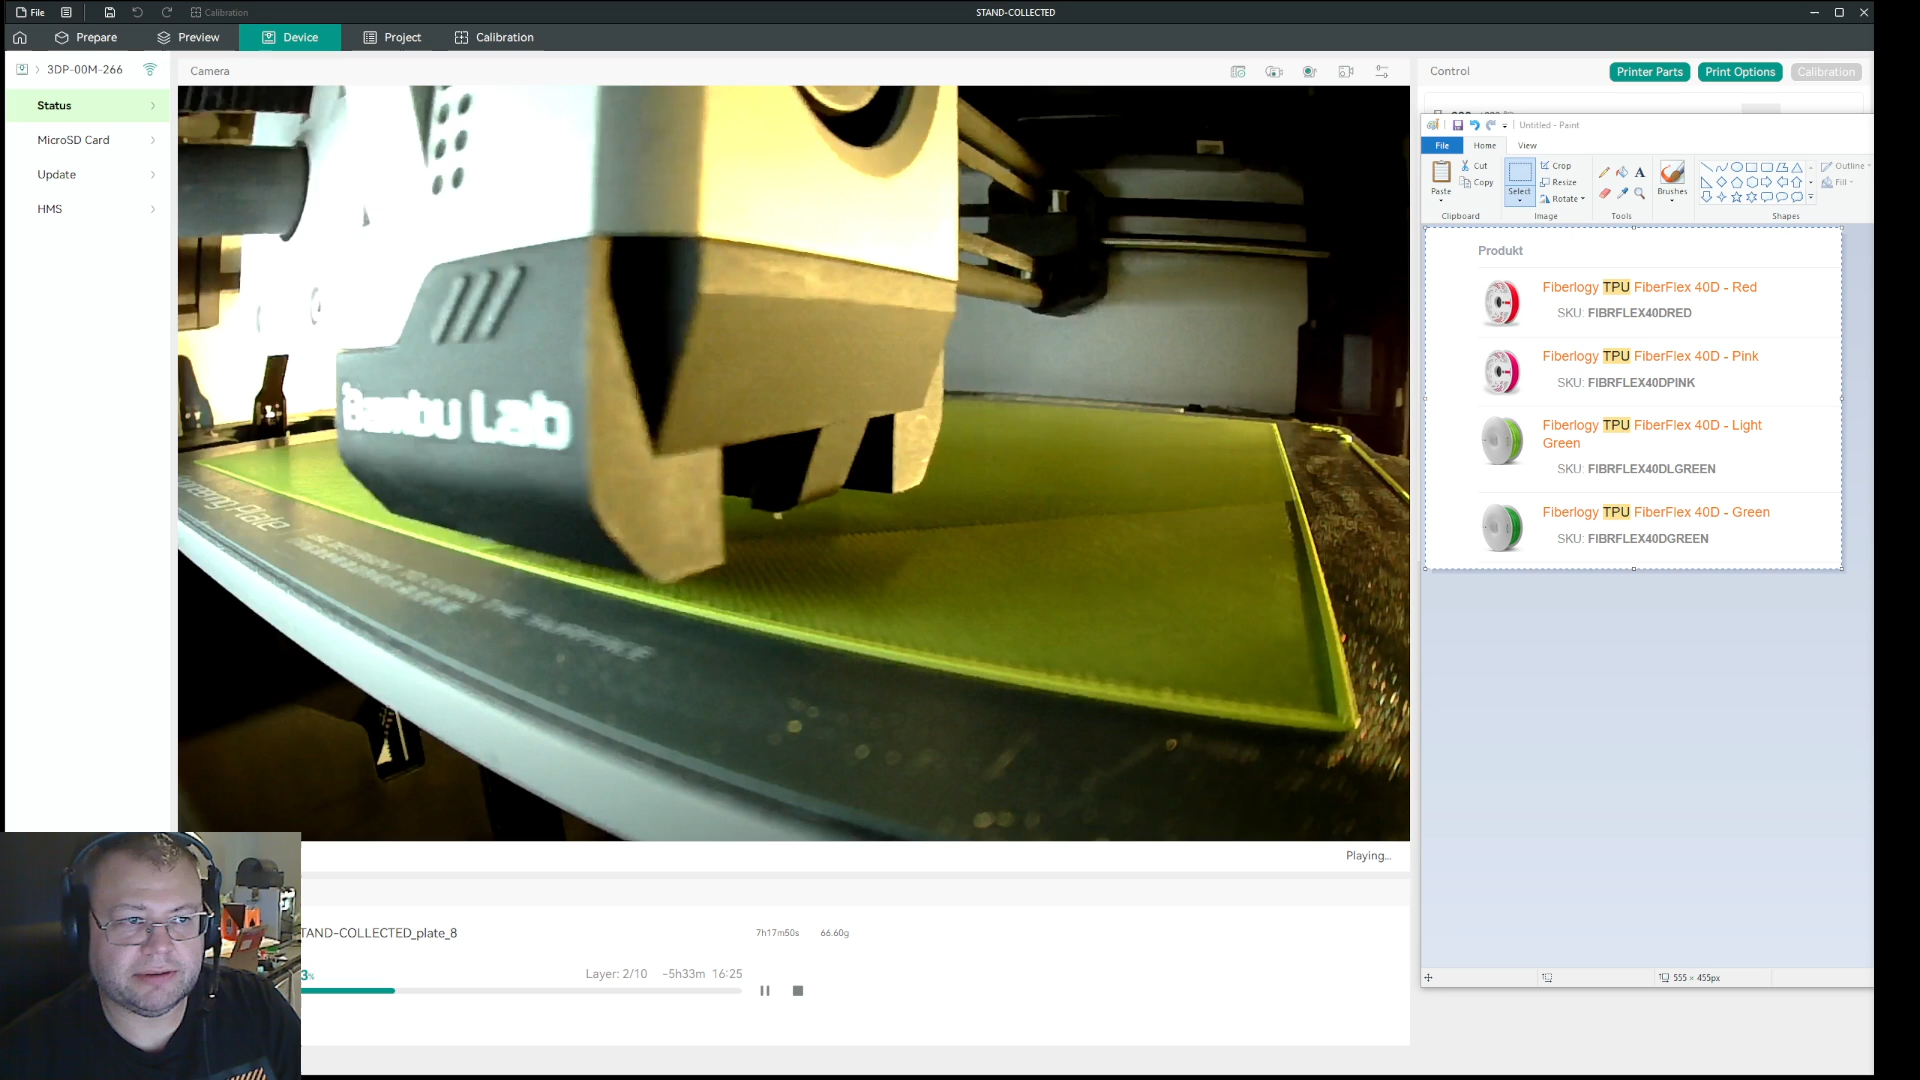 File
Calibration
STAND-COLLECTED
Prepare
Preview
Device
Project
Calibration
3DP-00M-266
Camera
Control
Printer Parts
Print Options
Calibration
Status
MicroSD Card
Update
HMS
Untitled - Paint
File
Home
View
Paste
Cut
Copy
Clipboard
Select
Crop
Resize
Rotate
Image
Tools
Brushes
Shapes
Outline
Fill
Produkt
Fiberlogy TPU FiberFlex 40D - Red
SKU: FIBRFLEX40DRED
Fiberlogy TPU FiberFlex 40D - Pink
SKU: FIBRFLEX40DPINK
Fiberlogy TPU FiberFlex 40D - Light
Green
SKU: FIBRFLEX40DLGREEN
Fiberlogy TPU FiberFlex 40D - Green
SKU: FIBRFLEX40DGREEN
Bambu Lab
Plate
THE SURFACE
Playing...
TAND-COLLECTED_plate_8
7h17m50s
66.60g
3%
Layer: 2/10
-5h33m
16:25
555 × 455px